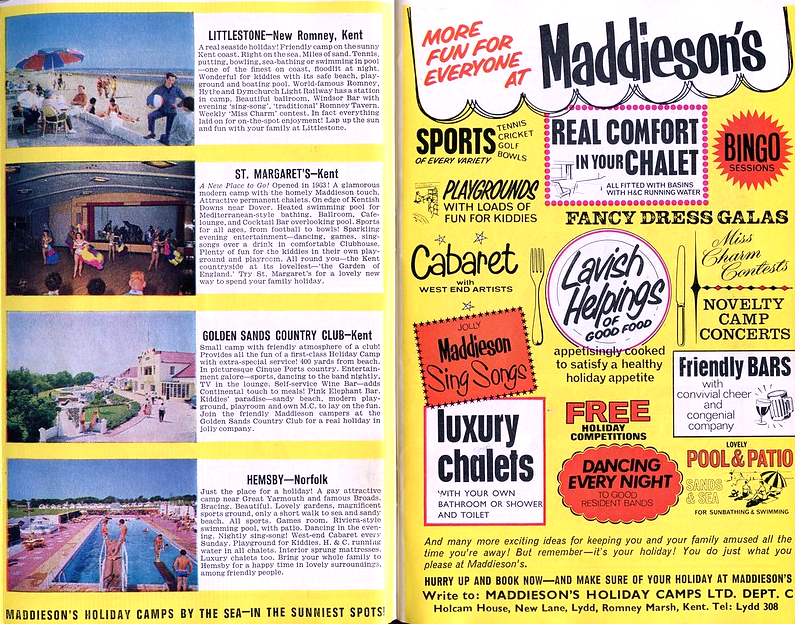 LITTLESTONE—New Romney, Kent
A real seaside holiday! Friendly camp on the sunny
Kent coast. Right on the sea. Miles of sand. Tennis,
putting, bowling, sea-bathing or swimming in pool
—one of the finest on coast, floodlit at night.
Wonderful for kiddies with its safe beach, play-
ground and boating pool. World-famous Romney,
Hythe and Dymchurch Light Railway has a station
in camp. Beautiful ballroom, Windsor Bar with
evening 'sing-song', 'traditional' Romney Tavern.
Weekly 'Miss Charm' contest. In fact everything
laid on for on-the-spot enjoyment! Lap up the sun
and fun with your family at Littlestone.
ST. MARGARET'S—Kent
A New Place to Go! Opened in 1963! A glamorous
modern camp with the homely Maddieson touch.
Attractive permanent chalets. On edge of Kentish
Downs near Dover. Heated swimming pool for
Mediterranean-style bathing. Ballroom, Cafe-
lounge, and Cocktail Bar overlooking pool. Sports
for all ages, from football to bowls! Sparkling
evening entertainment—dancing, games, sing-
songs over a drink in comfortable Clubhouse.
Plenty of fun for the kiddies in their own play-
ground and playroom. All round you—the Kent
countryside at its loveliest—'the Garden of
England.' Try St. Margaret's for a lovely new
way to spend your family holiday.
GOLDEN SANDS COUNTRY CLUB—Kent
Small camp with friendly atmosphere of a club!
Provides all the fun of a first-class Holiday Camp
with extra-special service! 400 yards from beach.
In picturesque Cinque Ports country. Entertain-
ment galore—sports, dancing to the band nightly,
TV in the lounge. Self-service Wine Bar—adds
Continental touch to meals! Pink Elephant Bar.
Kiddies' paradise—sandy beach, modern play-
ground, playroom and own M.C. to lay on the fun.
Join the friendly Maddison campers at the
Golden Sands Country Club for a real holiday in
jolly company.
HEMSBY—Norfolk
Just the place for a holiday! A gay attractive
camp near Great Yarmouth and famous Broads.
Bracing. Beautiful. Lovely gardens, magnificent
sports ground, only a short walk to sea and sandy
beach. All sports. Games room. Riviera-style
swimming pool, with patio. Dancing in the even-
ing. Nightly sing-song! West-end Cabaret every
Sunday. Playground for Kiddies. H. & C. running
water in all chalets. Interior sprung mattresses.
Luxury chalets too. Bring your whole family to
Hemsby for a happy time in lovely surroundings,
among friendly people.
MADDIESON'S HOLIDAY CAMPS BY THE SEA—IN THE SUNNIEST SPOTS!
MORE
FUN FOR
EVERYONE
AT
Maddieson's
SPORTS
OF EVERY VARIETY
TENNIS
CRICKET
GOLF
BOWLS
REAL COMFORT
IN YOUR CHALET
ALL FITTED WITH BASINS
WITH H&C RUNNING WATER
BINGO
SESSIONS
PLAYGROUNDS
WITH LOADS OF
FUN FOR KIDDIES
FANCY DRESS GALAS
Cabaret
with
WEST END ARTISTS
Lavish
Helpings
OF
GOOD FOOD
appetisingly cooked
to satisfy a healthy
holiday appetite
Miss
Charm
Contests
NOVELTY
CAMP
CONCERTS
JOLLY
Maddieson
Sing Songs
Friendly BARS
with
convivial cheer
and
congenial
company
luxury
chalets
WITH YOUR OWN
BATHROOM OR SHOWER
AND TOILET
FREE
HOLIDAY
COMPETITIONS
DANCING
EVERY NIGHT
TO GOOD
RESIDENT BANDS
LOVELY
POOL & PATIO
SANDS
& SEA
FOR SUNBATHING & SWIMMING
And many more exciting ideas for keeping you and your family amused all the
time you're away! But remember—it's your holiday! You do just what you
please at Maddieson's.
HURRY UP AND BOOK NOW—AND MAKE SURE OF YOUR HOLIDAY AT MADDIESON'S
Write to: MADDIESON'S HOLIDAY CAMPS LTD. DEPT. C
Holcam House, New Lane, Lydd, Romney Marsh, Kent. Tel: Lydd 308